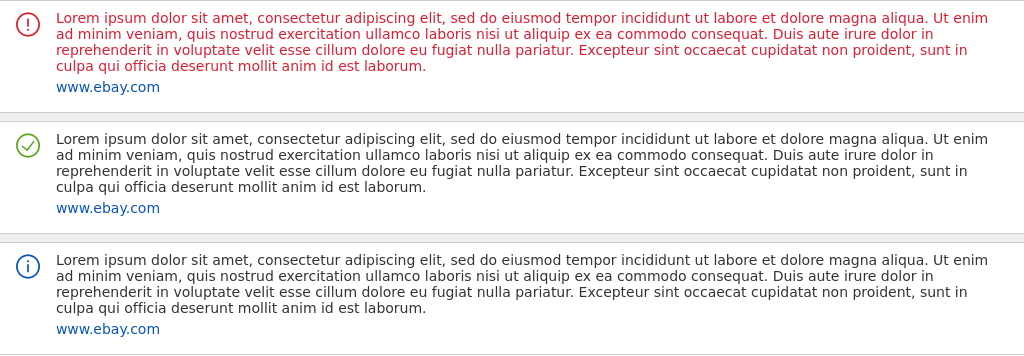 Lorem ipsum dolor sit amet, consectetur adipiscing elit, sed do eiusmod tempor incididunt ut labore et dolore magna aliqua. Ut enim
ad minim veniam, quis nostrud exercitation ullamco laboris nisi ut aliquip ex ea commodo consequat. Duis aute irure dolor in
reprehenderit in voluptate velit esse cillum dolore eu fugiat nulla pariatur. Excepteur sint occaecat cupidatat non proident, sunt in
culpa qui officia deserunt mollit anim id est laborum.
www.ebay.com
Lorem ipsum dolor sit amet, consectetur adipiscing elit, sed do eiusmod tempor incididunt ut labore et dolore magna aliqua. Ut enim
ad minim veniam, quis nostrud exercitation ullamco laboris nisi ut aliquip ex ea commodo consequat. Duis aute irure dolor in
reprehenderit in voluptate velit esse cillum dolore eu fugiat nulla pariatur. Excepteur sint occaecat cupidatat non proident, sunt in
culpa qui officia deserunt mollit anim id est laborum.
www.ebay.com
Lorem ipsum dolor sit amet, consectetur adipiscing elit, sed do eiusmod tempor incididunt ut labore et dolore magna aliqua. Ut enim
ad minim veniam, quis nostrud exercitation ullamco laboris nisi ut aliquip ex ea commodo consequat. Duis aute irure dolor in
reprehenderit in voluptate velit esse cillum dolore eu fugiat nulla pariatur. Excepteur sint occaecat cupidatat non proident, sunt in
culpa qui officia deserunt mollit anim id est laborum.
www.ebay.com